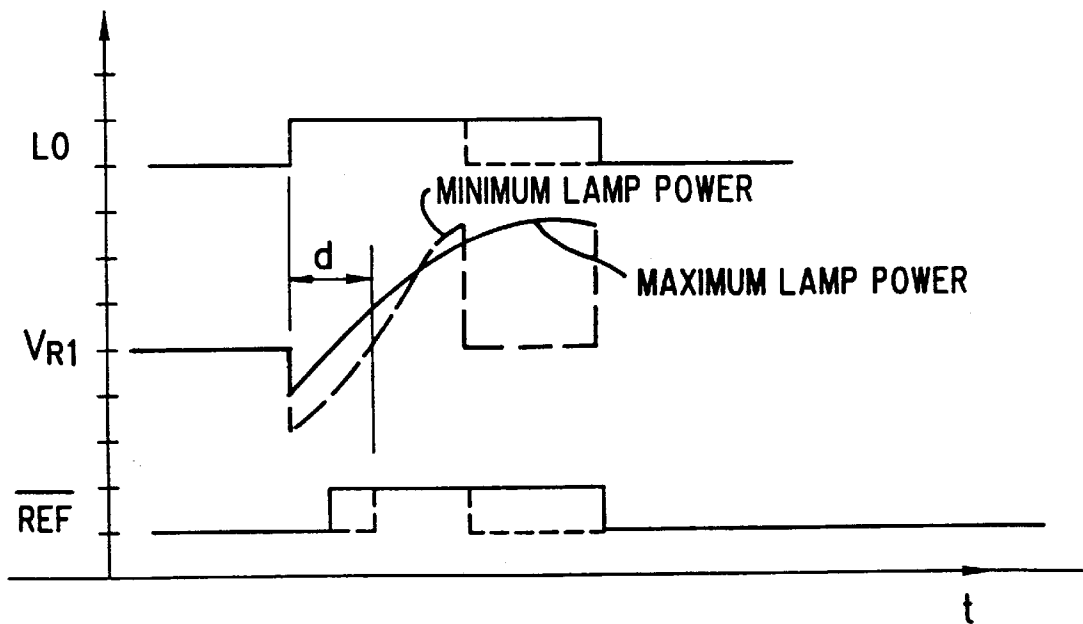 LO
MINIMUM LAMP POWER
d
MAXIMUM LAMP POWER
VR1
REF
t